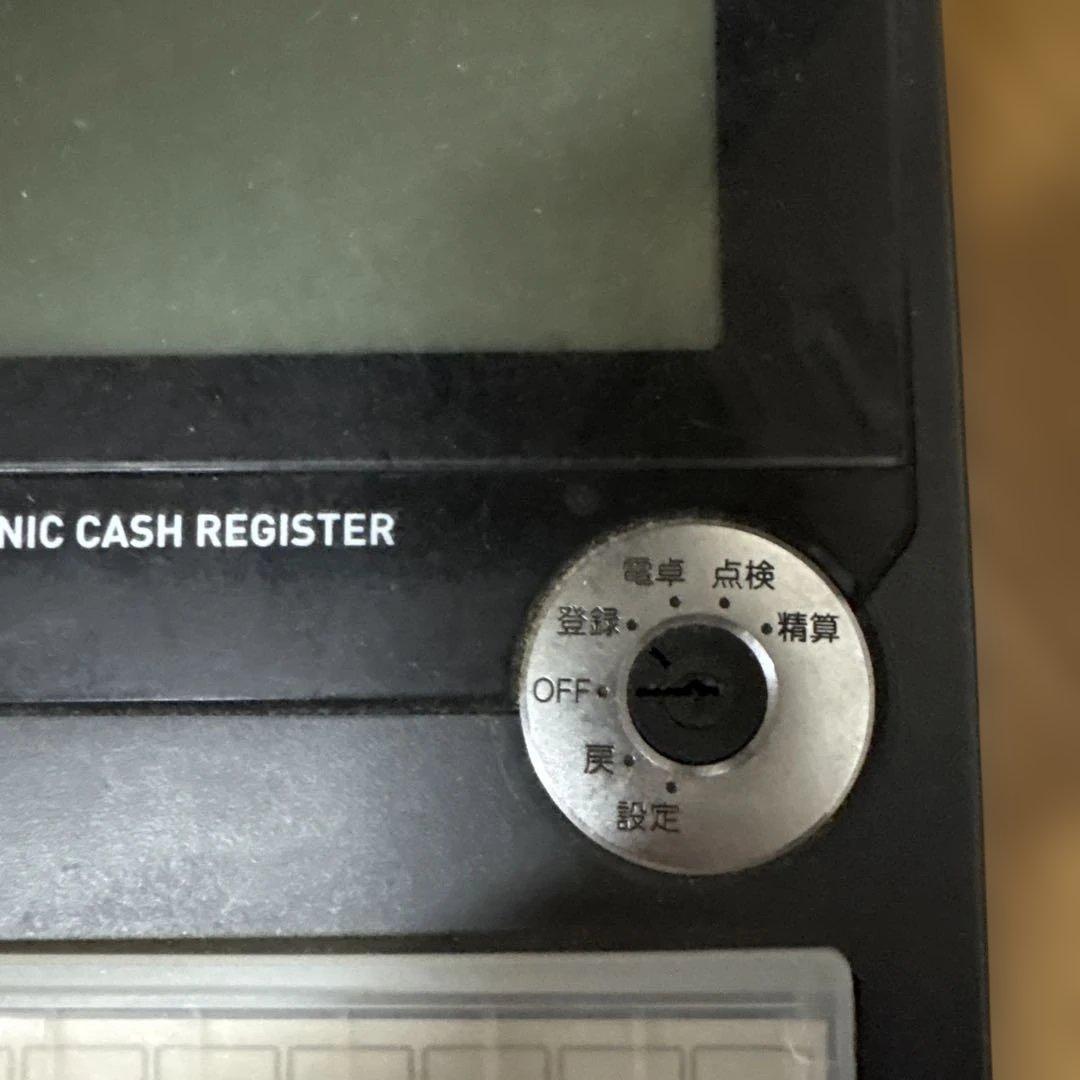 NIC CASH REGISTER
電卓 点検
登録 精算
OFF
戻
設定